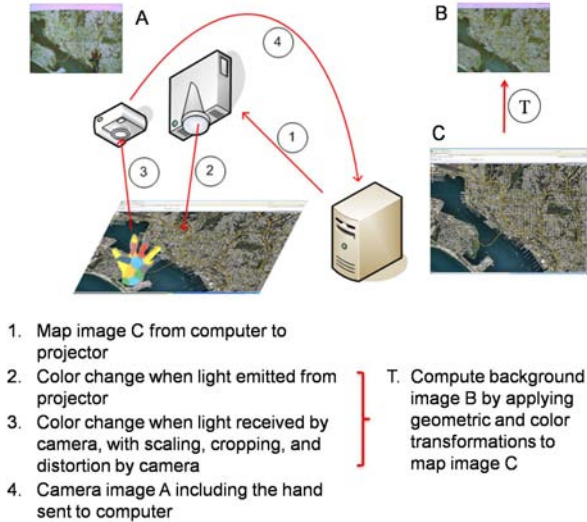 A
B
4
T
1
C
3
2
1. Map image C from computer to
projector
2. Color change when light emitted from
projector
3. Color change when light received by
camera, with scaling, cropping, and
distortion by camera
4. Camera image A including the hand
sent to computer
T. Compute background
image B by applying
geometric and color
transformations to
map image C